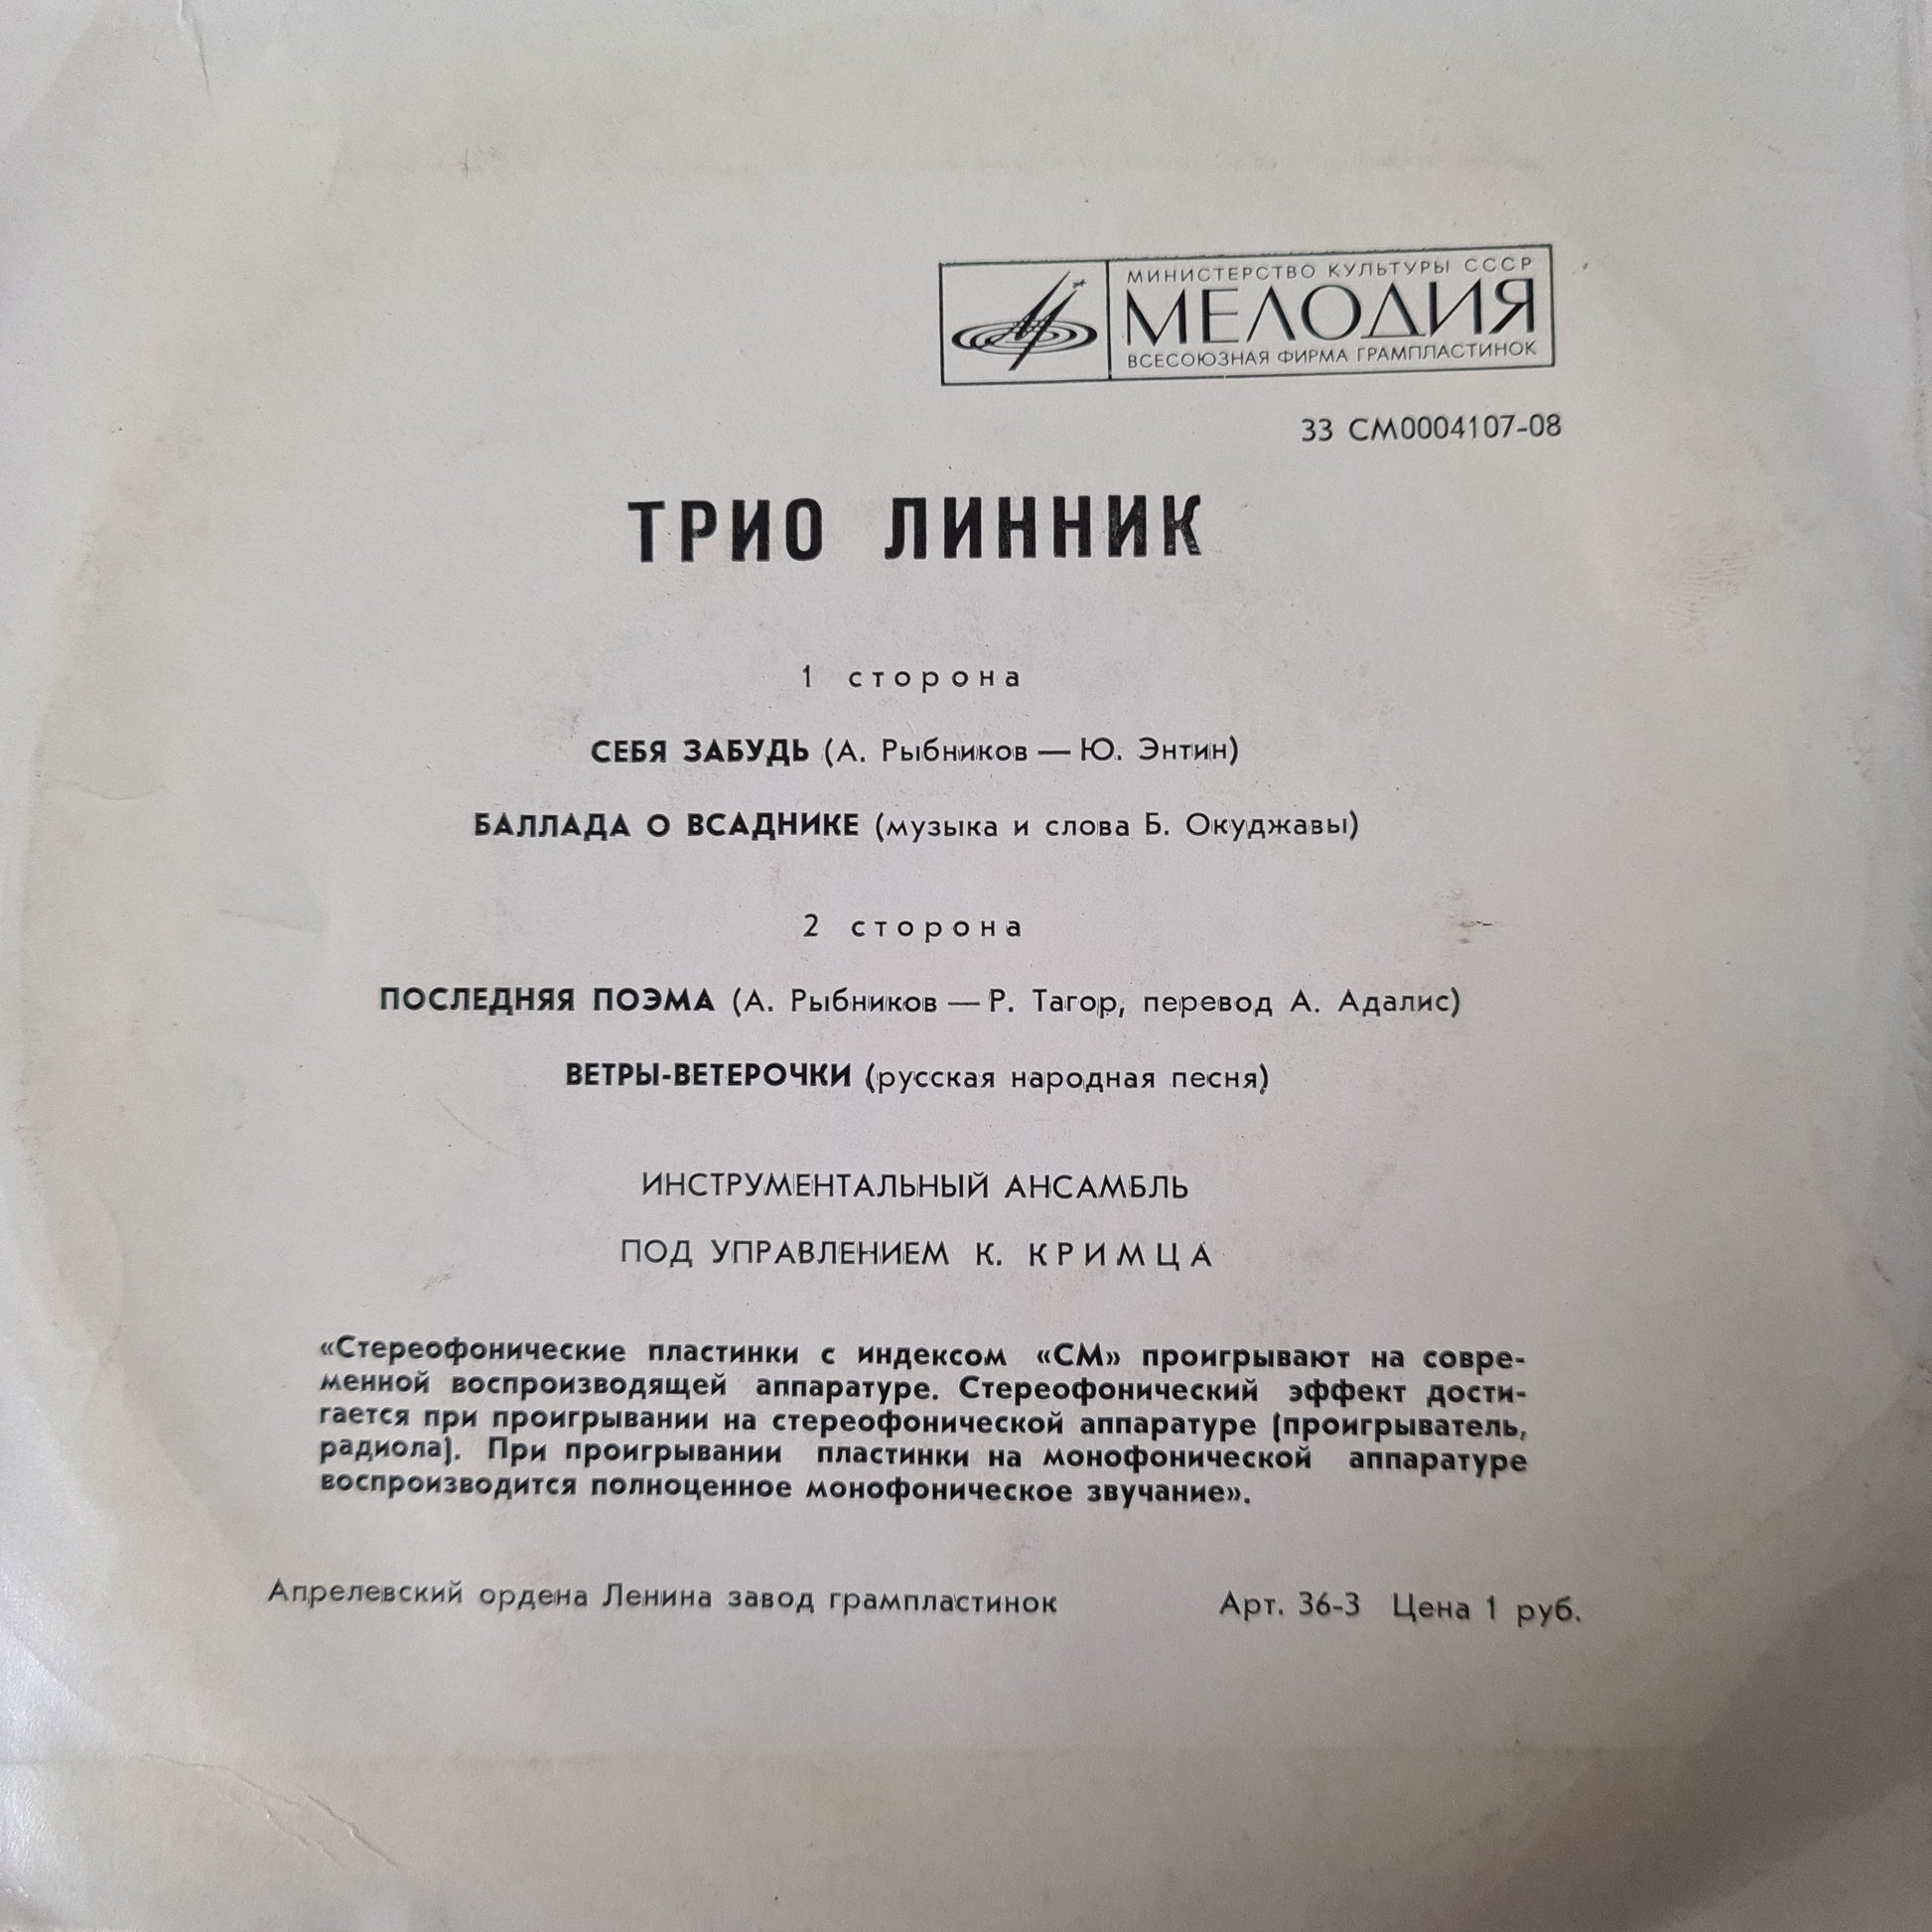 МИНИСТЕРСТВО КУЛЬТУРЫ СССР
МЕЛОДИЯ
ВСЕСОЮЗНАЯ ФИРМА ГРАМПЛАСТИНОК
33 СМ0004107-08
ТРИО ЛИННИК
1 сторона
СЕБЯ ЗАБУДЬ (А. Рыбников — Ю. Энтин)
БАЛЛАДА О ВСАДНИКЕ (музыка и слова Б. Окуджавы)
2 сторона
ПОСЛЕДНЯЯ ПОЭМА (А. Рыбников — Р. Тагор, перевод А. Адалис)
ВЕТРЫ-ВЕТЕРОЧКИ (русская народная песня)
ИНСТРУМЕНТАЛЬНЫЙ АНСАМБЛЬ
ПОД УПРАВЛЕНИЕМ К. КРИМЦА
«Стереофонические пластинки с индексом «СМ» проигрывают на совре-
менной воспроизводящей аппаратуре. Стереофонический эффект дости-
гается при проигрывании на стереофонической аппаратуре (проигрыватель,
радиола). При проигрывании пластинки на монофонической аппаратуре
воспроизводится полноценное монофоническое звучание».
Апрелевский ордена Ленина завод грампластинок Арт. 36-3 Цена 1 руб.